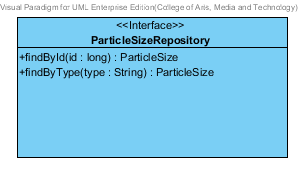 Visual Paradigm for UML Enterprise Edition(College of Arts, Media and Technology)
<<Interface>>
ParticleSizeRepository
+findById(id : long) : ParticleSize
+findByType(type : String) : ParticleSize